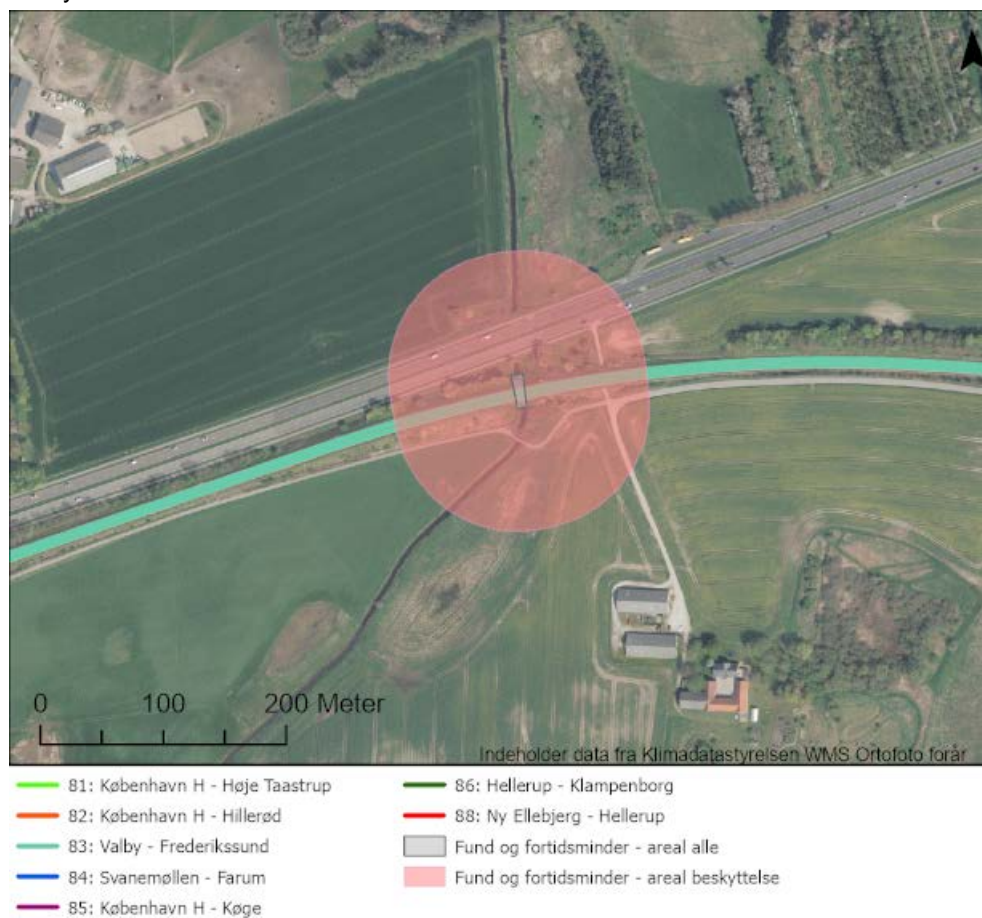 0 100 200 Meter
Indeholder data fra Klimadatastyrelsen WMS Ortofoto forår
81: København H - Høje Taastrup
82: København H - Hillerød
83: Valby - Frederikssund
84: Svanemøllen - Farum
85: København H - Køge
86: Hellerup - Klampenborg
88: Ny Ellebjerg - Hellerup
Fund og fortidsminder - areal alle
Fund og fortidsminder - areal beskyttelse